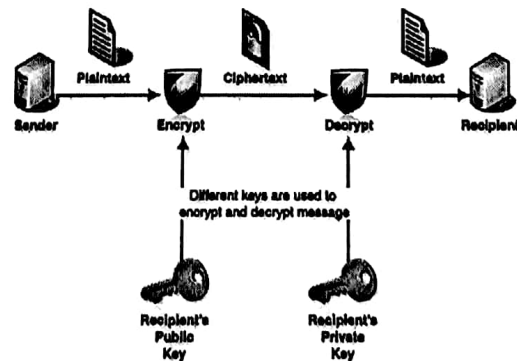 Plaintext
Ciphertext
Plaintext
Sender
Encrypt
Decrypt
Recipient
Different keys are used to
encrypt and decrypt message
Recipient's
Public
Key
Recipient's
Private
Key